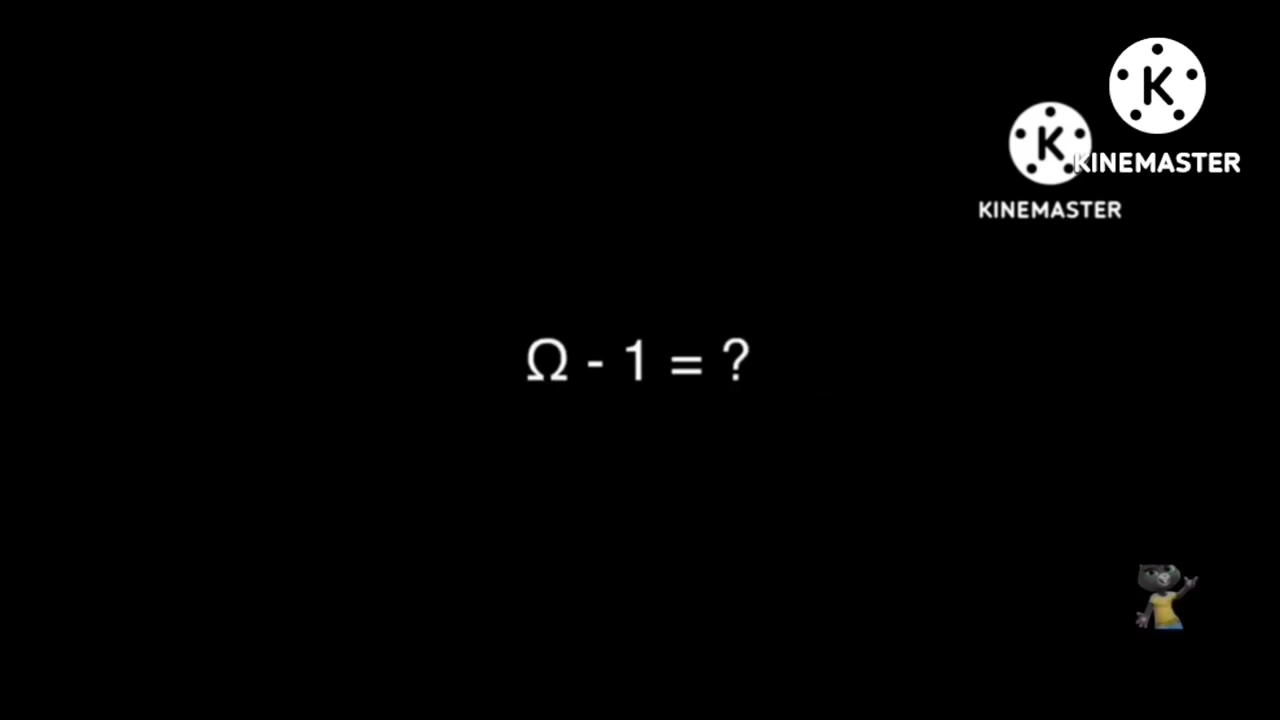 K
KINEMASTER
K
KINEMASTER
Ω - 1 = ?